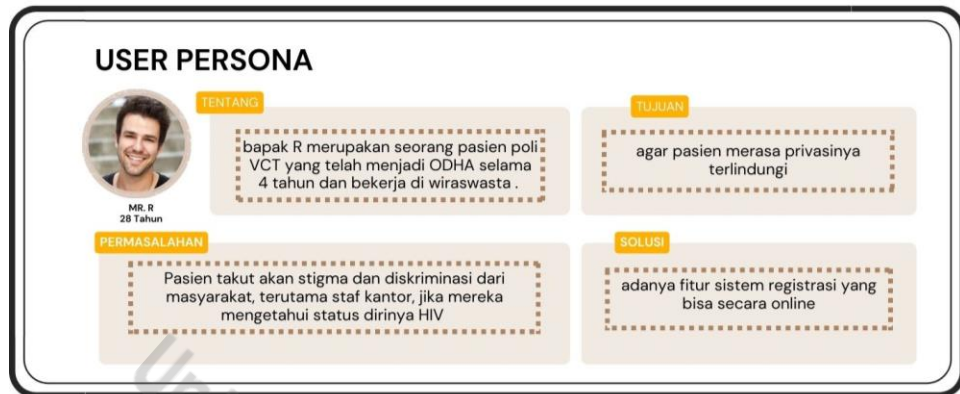 USER PERSONA
TENTANG
bapak R merupakan seorang pasien poli
VCT yang telah menjadi ODHA selama
4 tahun dan bekerja di wiraswasta .
MR. R
28 Tahun
TUJUAN
agar pasien merasa privasinya
terlindungi
PERMASALAHAN
Pasien takut akan stigma dan diskriminasi dari
masyarakat, terutama staf kantor, jika mereka
mengetahui status dirinya HIV
SOLUSI
adanya fitur sistem registrasi yang
bisa secara online